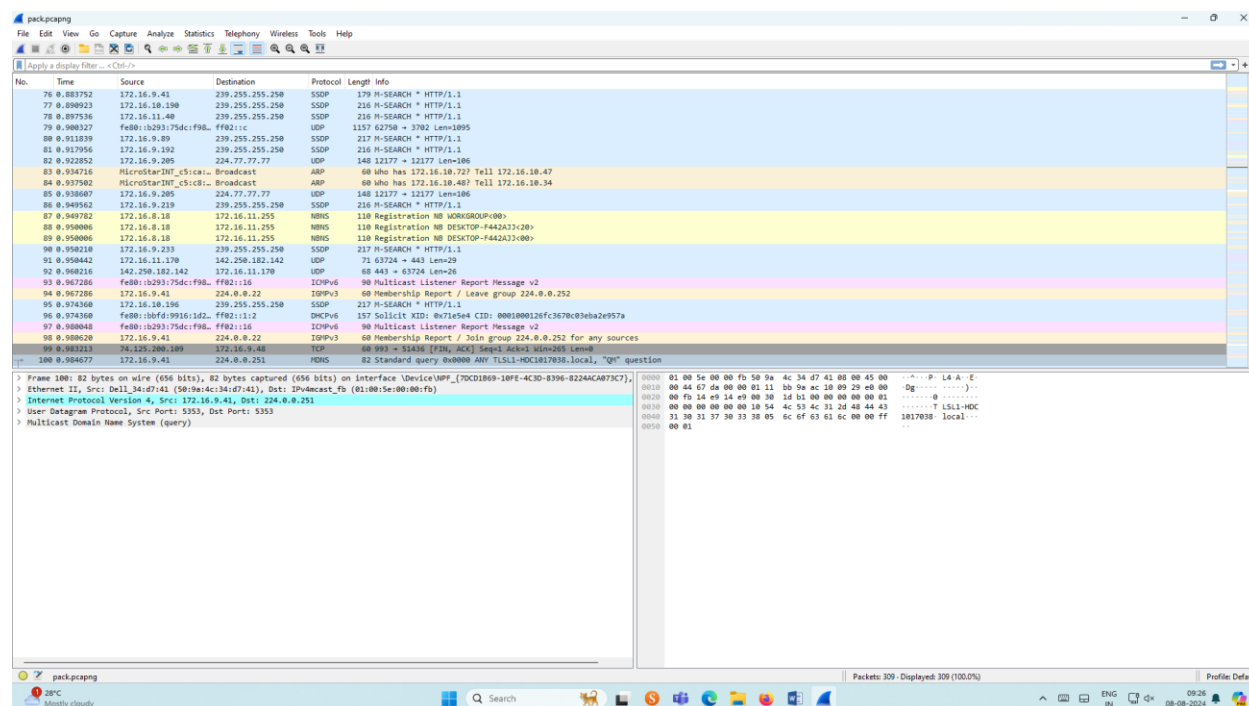 pack.pcapng
File Edit View Go Capture Analyze Statistics Telephony Wireless Tools Help
Apply a display filter ... <Ctrl-/>
No. Time Source Destination Protocol Length Info
76 0.883752 172.16.9.41 239.255.255.250 SSDP 179 M-SEARCH * HTTP/1.1
77 0.890923 172.16.10.190 239.255.255.250 SSDP 216 M-SEARCH * HTTP/1.1
78 0.897536 172.16.11.40 239.255.255.250 SSDP 216 M-SEARCH * HTTP/1.1
79 0.900327 fe80::b293:75dc:f98… ff02::c UDP 1157 62750 → 3702 Len=1095
80 0.911839 172.16.9.89 239.255.255.250 SSDP 217 M-SEARCH * HTTP/1.1
81 0.917956 172.16.9.192 239.255.255.250 SSDP 217 M-SEARCH * HTTP/1.1
82 0.922852 172.16.9.205 224.77.77.77 UDP 148 12177 → 12177 Len=106
83 0.934716 MicroStarINT_c5:ca:… Broadcast ARP 60 Who has 172.16.10.72? Tell 172.16.10.47
84 0.937502 MicroStarINT_c5:c8:… Broadcast ARP 60 Who has 172.16.10.48? Tell 172.16.10.34
85 0.938607 172.16.9.205 224.77.77.77 UDP 148 12177 → 12177 Len=106
86 0.949562 172.16.9.219 239.255.255.250 SSDP 216 M-SEARCH * HTTP/1.1
87 0.949782 172.16.8.18 172.16.11.255 NBNS 110 Registration NB WORKGROUP<00>
88 0.950006 172.16.8.18 172.16.11.255 NBNS 110 Registration NB DESKTOP-F442AJJ<20>
89 0.950006 172.16.8.18 172.16.11.255 NBNS 110 Registration NB DESKTOP-F442AJJ<00>
90 0.950210 172.16.9.233 239.255.255.250 SSDP 217 M-SEARCH * HTTP/1.1
91 0.950442 172.16.11.170 142.250.182.142 UDP 71 63724 → 443 Len=29
92 0.960216 142.250.182.142 172.16.11.170 UDP 68 443 → 63724 Len=26
93 0.967286 fe80::b293:75dc:f98… ff02::16 ICMPv6 90 Multicast Listener Report Message v2
94 0.967286 172.16.9.41 224.0.0.22 IGMPv3 60 Membership Report / Leave group 224.0.0.252
95 0.974360 172.16.10.196 239.255.255.250 SSDP 217 M-SEARCH * HTTP/1.1
96 0.974360 fe80::bbfd:9916:1d2… ff02::1:2 DHCPv6 157 Solicit XID: 0x71e5e4 CID: 0001000126fc3670c03eba2e957a
97 0.980048 fe80::b293:75dc:f98… ff02::16 ICMPv6 90 Multicast Listener Report Message v2
98 0.980620 172.16.9.41 224.0.0.22 IGMPv3 60 Membership Report / Join group 224.0.0.252 for any sources
99 0.983213 74.125.200.109 172.16.9.48 TCP 60 993 → 51436 [FIN, ACK] Seq=1 Ack=1 Win=265 Len=0
100 0.984677 172.16.9.41 224.0.0.251 MDNS 82 Standard query 0x0000 ANY TLSL1-HDC1017038.local, "QM" question
> Frame 100: 82 bytes on wire (656 bits), 82 bytes captured (656 bits) on interface \Device\NPF_{7DCD1B69-10FE-4C3D-8396-8224ACA073C7},
> Ethernet II, Src: Dell_34:d7:41 (50:9a:4c:34:d7:41), Dst: IPv4mcast_fb (01:00:5e:00:00:fb)
> Internet Protocol Version 4, Src: 172.16.9.41, Dst: 224.0.0.251
> User Datagram Protocol, Src Port: 5353, Dst Port: 5353
> Multicast Domain Name System (query)
0000 01 00 5e 00 00 fb 50 9a 4c 34 d7 41 08 00 45 00 ··^···P· L4·A··E·
0010 00 44 67 da 00 00 01 11 bb 9a ac 10 09 29 e0 00 ·Dg····· ·····)··
0020 00 fb 14 e9 14 e9 00 30 1d b1 00 00 00 00 00 01 ·······0 ········
0030 00 00 00 00 00 00 10 54 4c 53 4c 31 2d 48 44 43 ·······T LSL1-HDC
0040 31 30 31 37 30 33 38 05 6c 6f 63 61 6c 00 00 ff 1017038· local···
0050 00 01 ··
pack.pcapng
Packets: 309 · Displayed: 309 (100.0%)
Profile: Defa
1
28°C
Mostly cloudy
Search
ENG
IN
09:26
08-08-2024